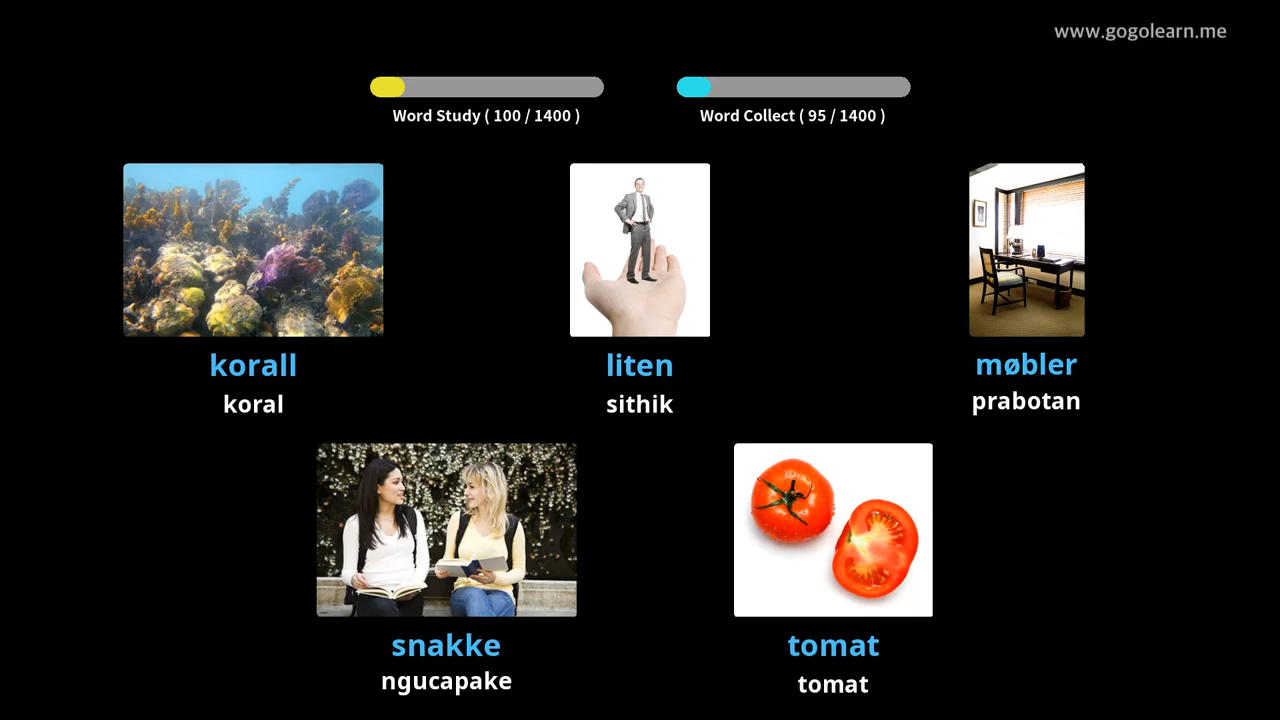 www.gogolearn.me
Word Study ( 100 / 1400 )
Word Collect ( 95 / 1400 )
korall
koral
liten
sithik
møbler
prabotan
snakke
ngucapake
tomat
tomat